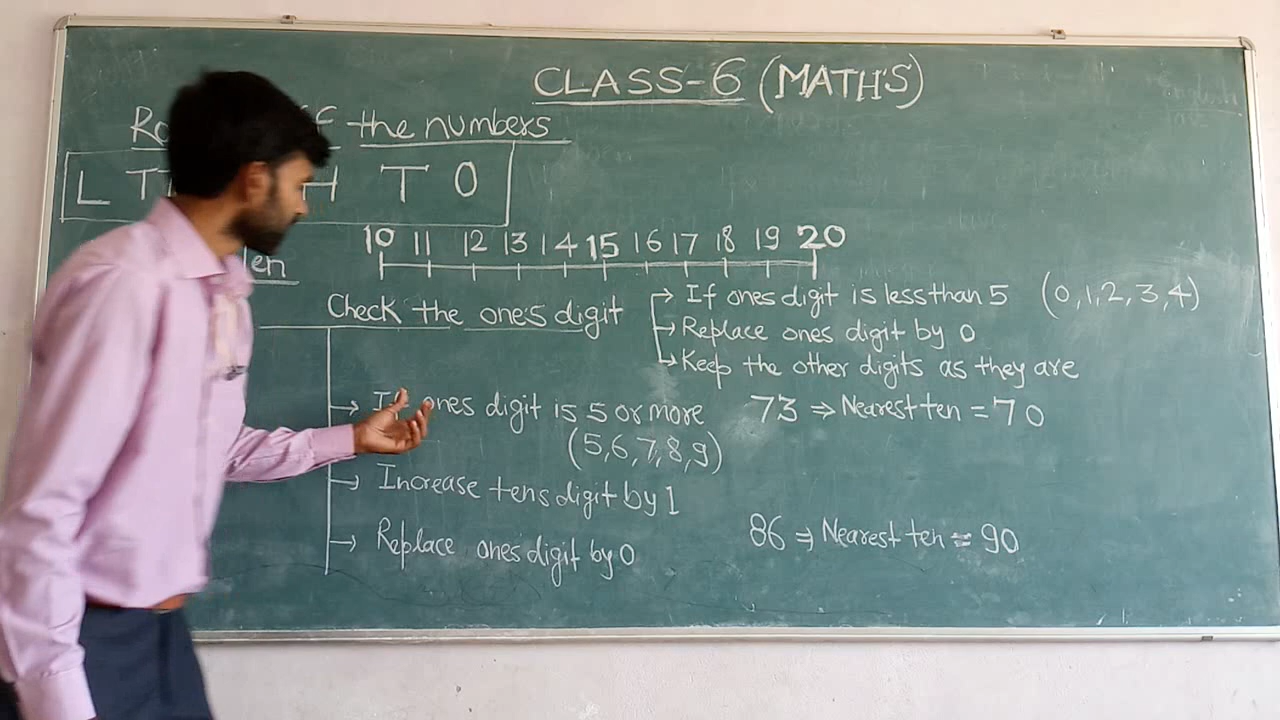 CLASS-6 (MATH'S)
the numbers
L T H T O
10 11 12 13 14 15 16 17 18 19 20
Check the one's digit
→ If ones digit is less than 5 (0,1,2,3,4)
→ Replace ones digit by 0
→ Keep the other digits as they are
→ If ones digit is 5 or more
(5,6,7,8,9)
→ Increase tens digit by 1
→ Replace ones digit by 0
73 ⇒ Nearest ten = 70
86 ⇒ Nearest ten = 90